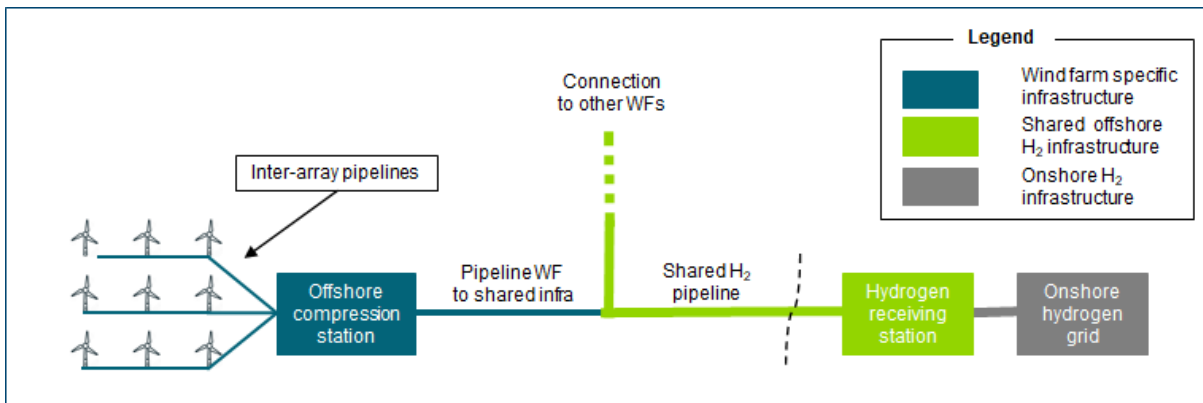 Legend
Wind farm specific
infrastructure
Shared offshore
H₂ infrastructure
Onshore H₂
infrastructure
Connection
to other WFs
Inter-array pipelines
Offshore
compression
station
Pipeline WF
to shared infra
Shared H₂
pipeline
Hydrogen
receiving
station
Onshore
hydrogen
grid